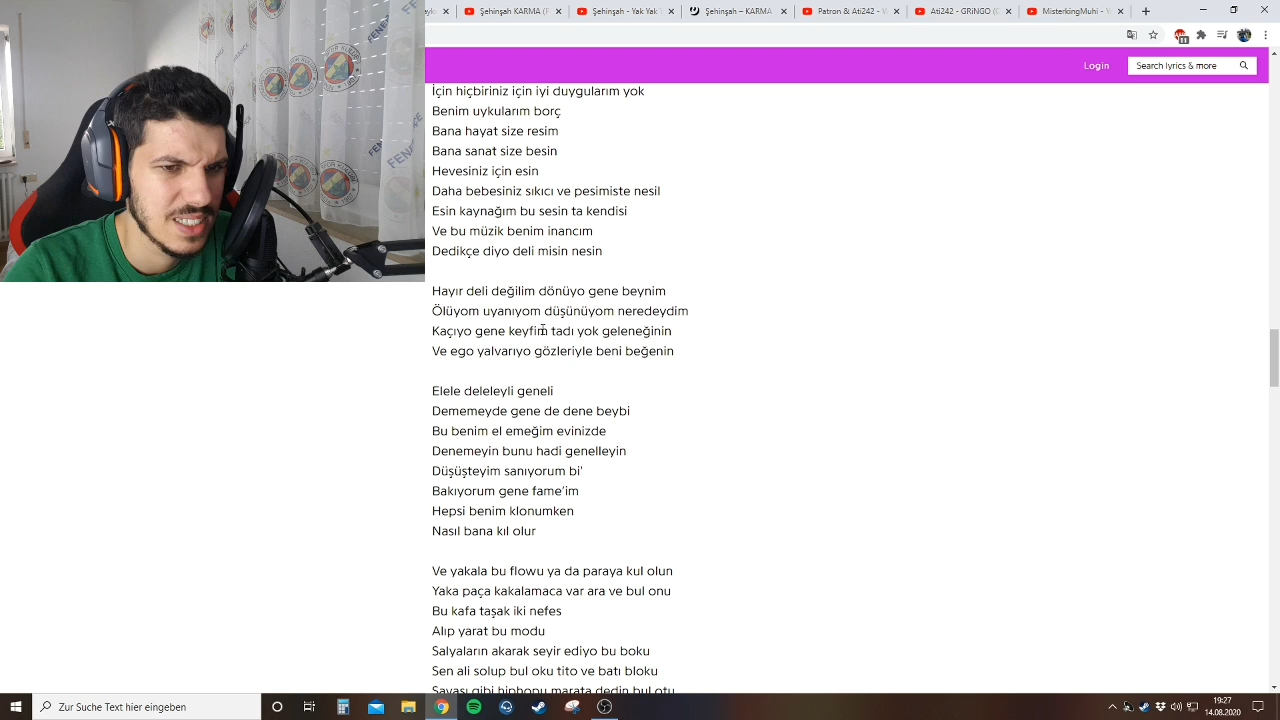 Şehinşah KARMA (F
Şehinşah - Yak Yak
Şehinşah – KARMA
Patron & Ati242 - V
Ati242 - GRiNGO (C
MisterkingMuhi - Y
11
Login
Search lyrics & more
İçin hiçbiriniz için iyi duygularım yok
Benim uykularım borç
Bana hayat size resim
Bana sanat size besin
Hevesiniz için esin
Daha bebesiniz sıkıcı ve pesimiste nesil
Esin kaynağım bu sesin ta kendisi
Ve bu müzik benim inancım
Dedikçe diyo deli misin nesin
Hayır deli değilim dönüyo gene beynim
Ölüyom uyanıyom düşünüyom neredeydim
Kaçıyo gene keyfim tadı yok geleneğinin
Ve ego yalvarıyo gözleriyle beni beğenin
Elele deleleyli geneli
Dememeyde gene de dene beybi
Bu benim el emeğim evinizde
Denemeyin bunu hadi genelleyin
Düşüşteyim sanıyorum bi'
Bakıyorum gene fame’im
Hepsi benim klonumken
Nasıl bana kıl olur
Ve yakala bu flowu ya da paraya kul olun
Yaka paça kakalamaca var ara ve bul onu
Bu kafa taşak iki nefes
Alıp yarat bu modu
Salyaların akarak seyir ediyo bu boku
Sen ali solup bul oku tito ve batı bloku
Savaşı gibi hiphopu marata dedin bul otu
Zur Suche Text hier eingeben
19:27
14.08.2020